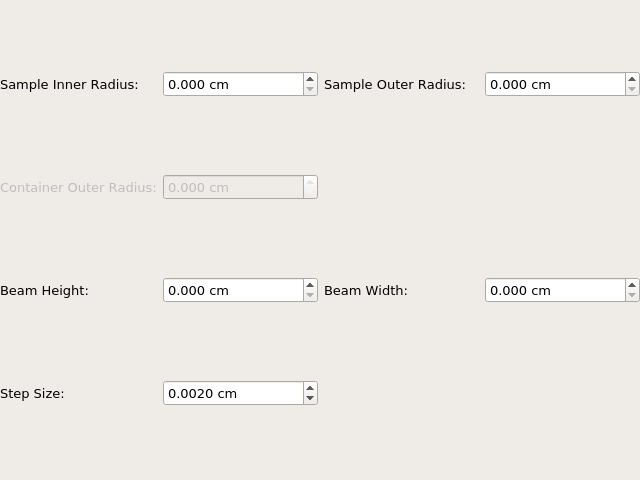 Sample Inner Radius: 0.000 cm Sample Outer Radius: 0.000 cm
Container Outer Radius: 0.000 cm
Beam Height: 0.000 cm Beam Width: 0.000 cm
Step Size: 0.0020 cm